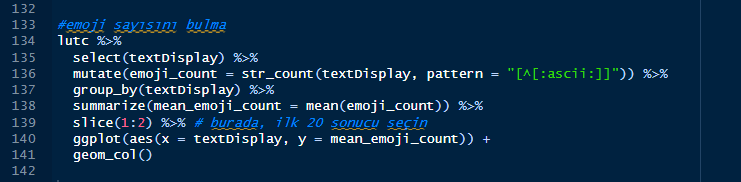 132
133 #emoji sayısını bulma
134 lutc %>%
135   select(textDisplay) %>%
136   mutate(emoji_count = str_count(textDisplay, pattern = "[^[:ascii:]]")) %>%
137   group_by(textDisplay) %>%
138   summarize(mean_emoji_count = mean(emoji_count)) %>%
139   slice(1:2) %>% # burada, ilk 20 sonucu seçin
140   ggplot(aes(x = textDisplay, y = mean_emoji_count)) +
141   geom_col()
142